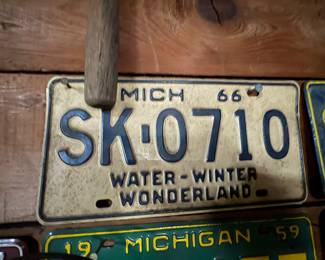 MICH 66
SK-0710
WATER-WINTER
WONDERLAND
19 MICHIGAN 59